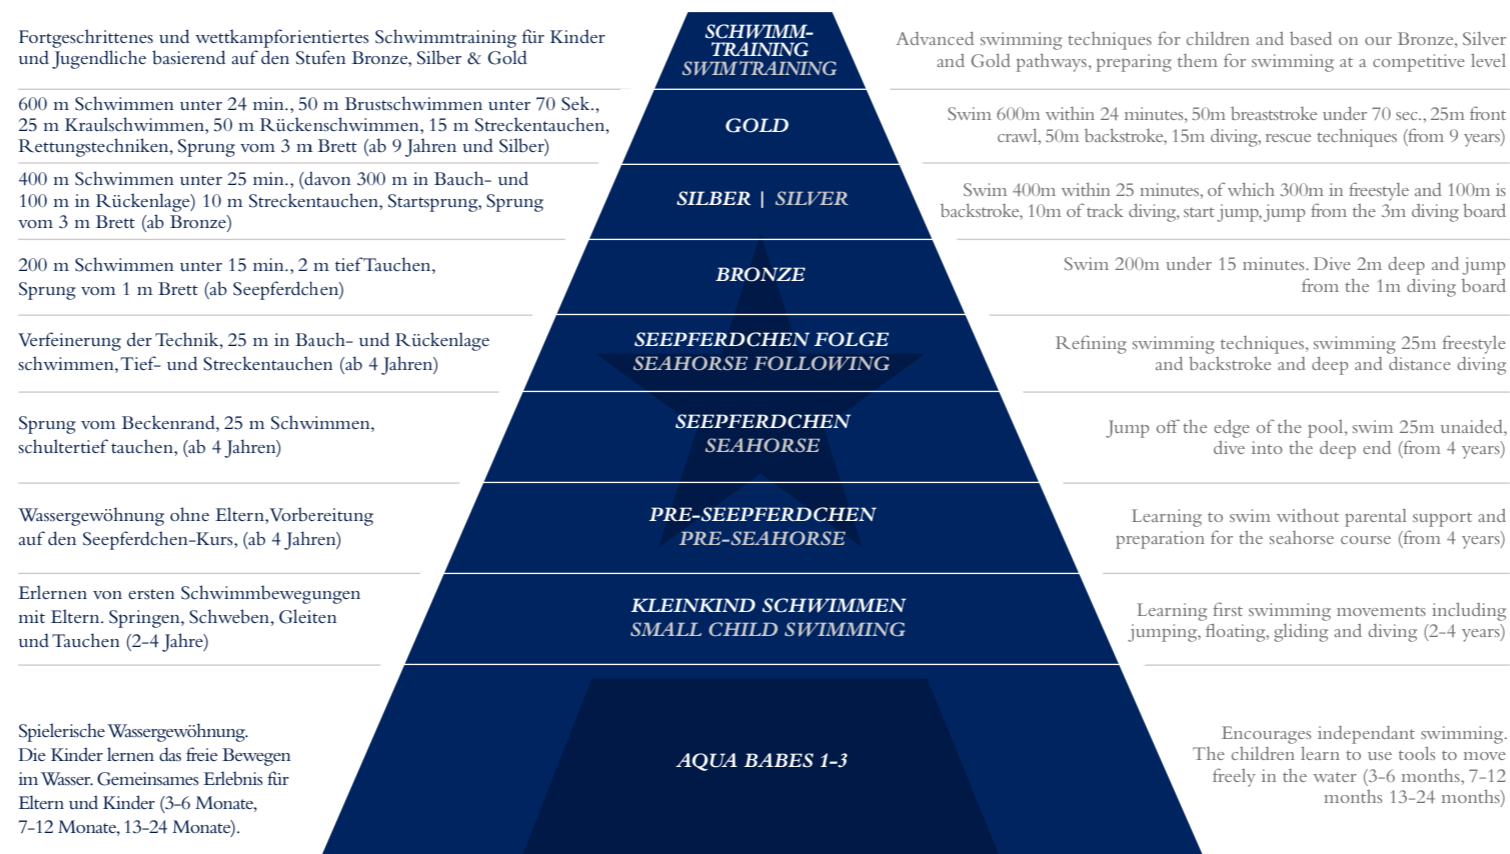 Fortgeschrittenes und wettkampforientiertes Schwimmtraining für Kinder
und Jugendliche basierend auf den Stufen Bronze, Silber & Gold
SCHWIMM-
TRAINING
SWIMTRAINING
Advanced swimming techniques for children and based on our Bronze, Silver
and Gold pathways, preparing them for swimming at a competitive level
600 m Schwimmen unter 24 min., 50 m Brustschwimmen unter 70 Sek.,
25 m Kraulschwimmen, 50 m Rückenschwimmen, 15 m Streckentauchen,
Rettungstechniken, Sprung vom 3 m Brett (ab 9 Jahren und Silber)
GOLD
Swim 600m within 24 minutes, 50m breaststroke under 70 sec., 25m front
crawl, 50m backstroke, 15m diving, rescue techniques (from 9 years)
400 m Schwimmen unter 25 min., (davon 300 m in Bauch- und
100 m in Rückenlage) 10 m Streckentauchen, Startsprung, Sprung
vom 3 m Brett (ab Bronze)
SILBER | SILVER
Swim 400m within 25 minutes, of which 300m in freestyle and 100m is
backstroke, 10m of track diving, start jump, jump from the 3m diving board
200 m Schwimmen unter 15 min., 2 m tief Tauchen,
Sprung vom 1 m Brett (ab Seepferdchen)
BRONZE
Swim 200m under 15 minutes. Dive 2m deep and jump
from the 1m diving board
Verfeinerung der Technik, 25 m in Bauch- und Rückenlage
schwimmen, Tief- und Streckentauchen (ab 4 Jahren)
SEEPFERDCHEN FOLGE
SEAHORSE FOLLOWING
Refining swimming techniques, swimming 25m freestyle
and backstroke and deep and distance diving
Sprung vom Beckenrand, 25 m Schwimmen,
schultertief tauchen, (ab 4 Jahren)
SEEPFERDCHEN
SEAHORSE
Jump off the edge of the pool, swim 25m unaided,
dive into the deep end (from 4 years)
Wassergewöhnung ohne Eltern, Vorbereitung
auf den Seepferdchen-Kurs, (ab 4 Jahren)
PRE-SEEPFERDCHEN
PRE-SEAHORSE
Learning to swim without parental support and
preparation for the seahorse course (from 4 years)
Erlernen von ersten Schwimmbewegungen
mit Eltern. Springen, Schweben, Gleiten
und Tauchen (2-4 Jahre)
KLEINKIND SCHWIMMEN
SMALL CHILD SWIMMING
Learning first swimming movements including
jumping, floating, gliding and diving (2-4 years)
Spielerische Wassergewöhnung.
Die Kinder lernen das freie Bewegen
im Wasser. Gemeinsames Erlebnis für
Eltern und Kinder (3-6 Monate,
7-12 Monate, 13-24 Monate).
AQUA BABES 1-3
Encourages independant swimming.
The children learn to use tools to move
freely in the water (3-6 months, 7-12
months 13-24 months)